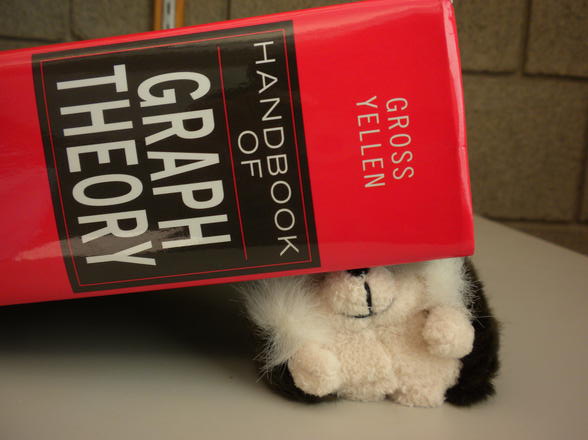 GROSS
YELLEN
HANDBOOK
OF
GRAPH
THEORY